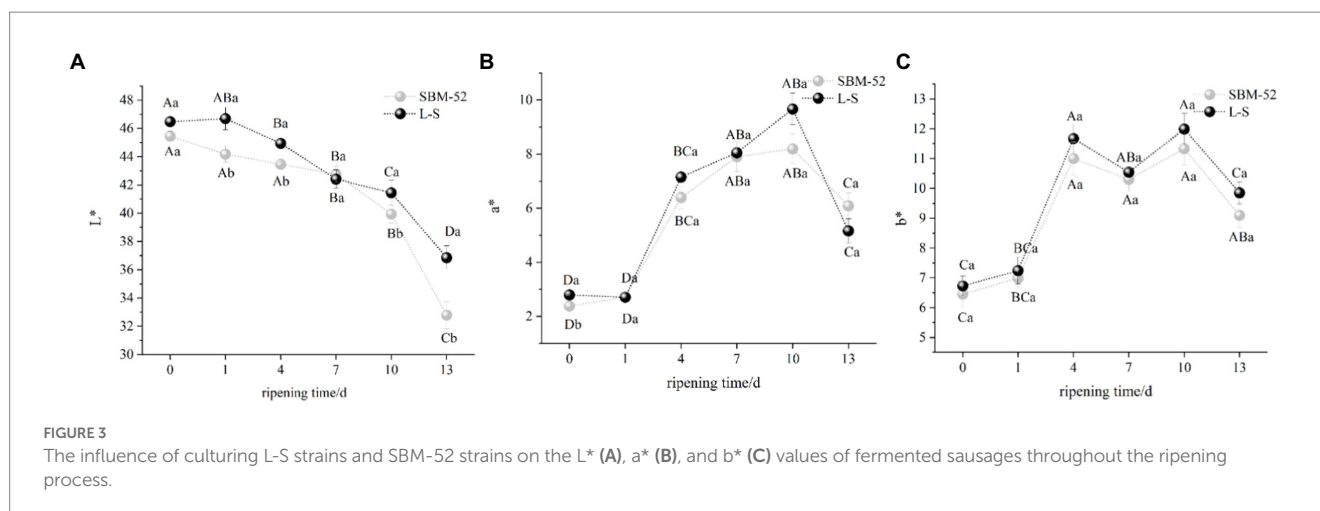 A
SBM-52
L-S
Aa
ABa
Ba
Ba
Ca
Da
Aa
Ab
Ab
Ba
Bb
Cb
48
46
44
42
40
38
36
34
32
30
L*
0 1 4 7 10 13
ripening time/d
B
SBM-52
L-S
Da
Da
BCa
ABa
ABa
Ca
Db
Da
BCa
ABa
ABa
Ca
10
8
6
4
2
a*
0 1 4 7 10 13
ripening time/d
C
SBM-52
L-S
Ca
BCa
Aa
ABa
Aa
Ca
Ca
BCa
Aa
Aa
Aa
ABa
13
12
11
10
9
8
7
6
5
b*
0 1 4 7 10 13
ripening time/d
FIGURE 3
The influence of culturing L-S strains and SBM-52 strains on the L* (A), a* (B), and b* (C) values of fermented sausages throughout the ripening
process.